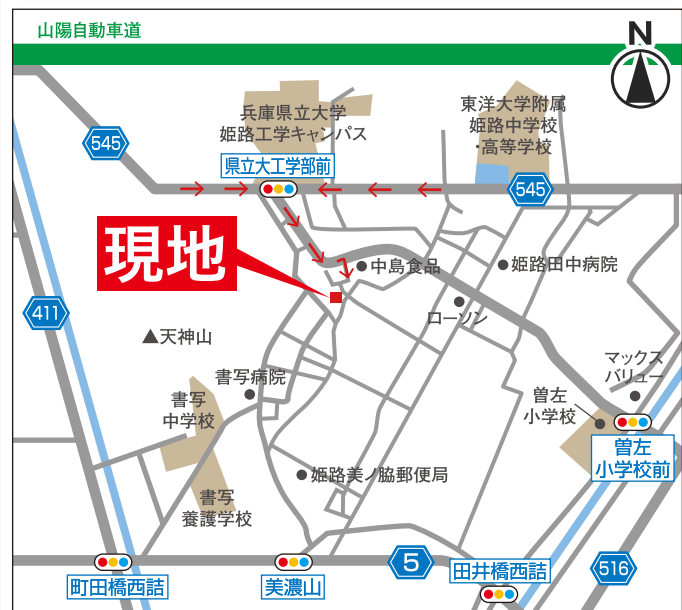 山陽自動車道
N
兵庫県立大学
姫路工学キャンパス
東洋大学附属
姫路中学校
・高等学校
545
県立大工学部前
545
現地
中島食品
姫路田中病院
411
ローソン
▲天神山
マックス
バリュー
書写病院
書写
中学校
曽左
小学校
曽左
小学校前
姫路美ノ脇郵便局
書写
養護学校
町田橋西詰
美濃山
5
田井橋西詰
516